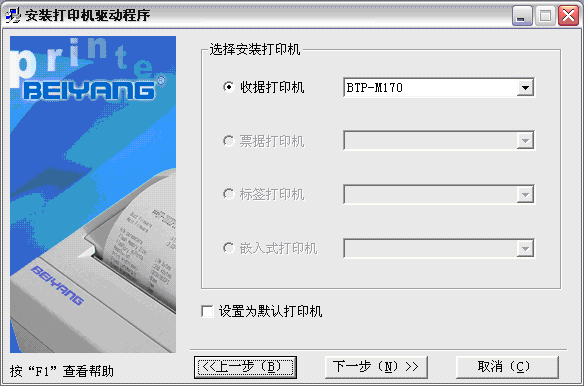 安装打印机驱动程序
printe
BEIYANG®
BEIYANG
选择安装打印机
收据打印机
BTP-M170
票据打印机
标签打印机
嵌入式打印机
设置为默认打印机
按“F1”查看帮助
<<上一步(B)
下一步(N)>>
取消(C)